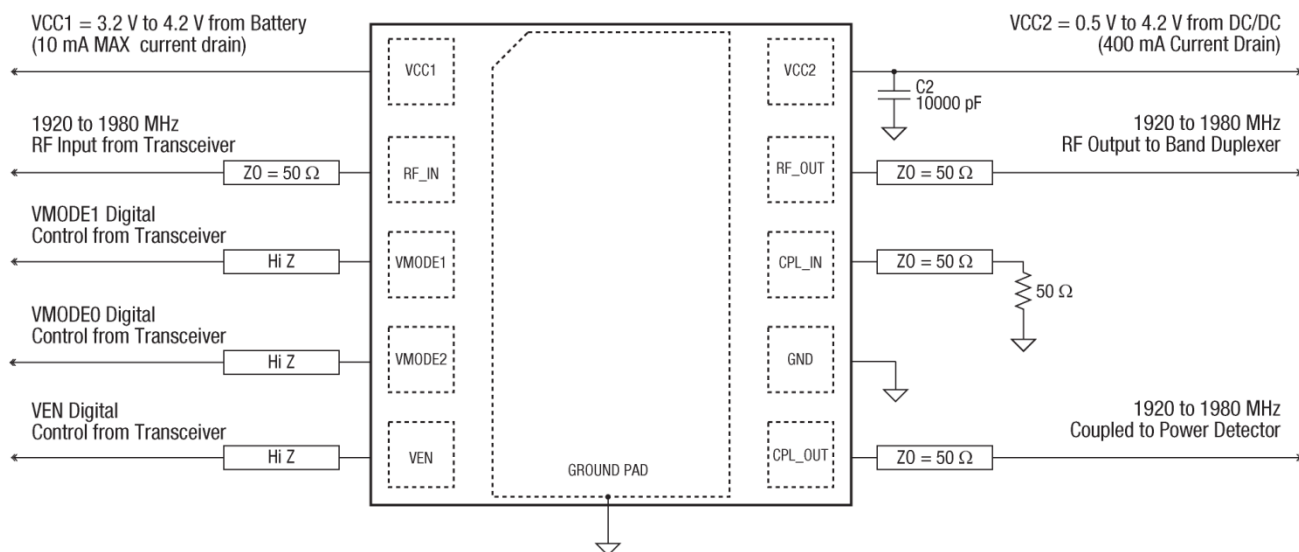 VCC1 = 3.2 V to 4.2 V from Battery
(10 mA MAX current drain)
VCC1
1920 to 1980 MHz
RF Input from Transceiver
Z0 = 50 Ω
RF_IN
VMODE1 Digital
Control from Transceiver
Hi Z
VMODE1
VMODE0 Digital
Control from Transceiver
Hi Z
VMODE2
VEN Digital
Control from Transceiver
Hi Z
VEN
GROUND PAD
VCC2 = 0.5 V to 4.2 V from DC/DC
(400 mA Current Drain)
VCC2
C2
10000 pF
1920 to 1980 MHz
RF Output to Band Duplexer
RF_OUT
Z0 = 50 Ω
CPL_IN
Z0 = 50 Ω
50 Ω
GND
1920 to 1980 MHz
Coupled to Power Detector
CPL_OUT
Z0 = 50 Ω